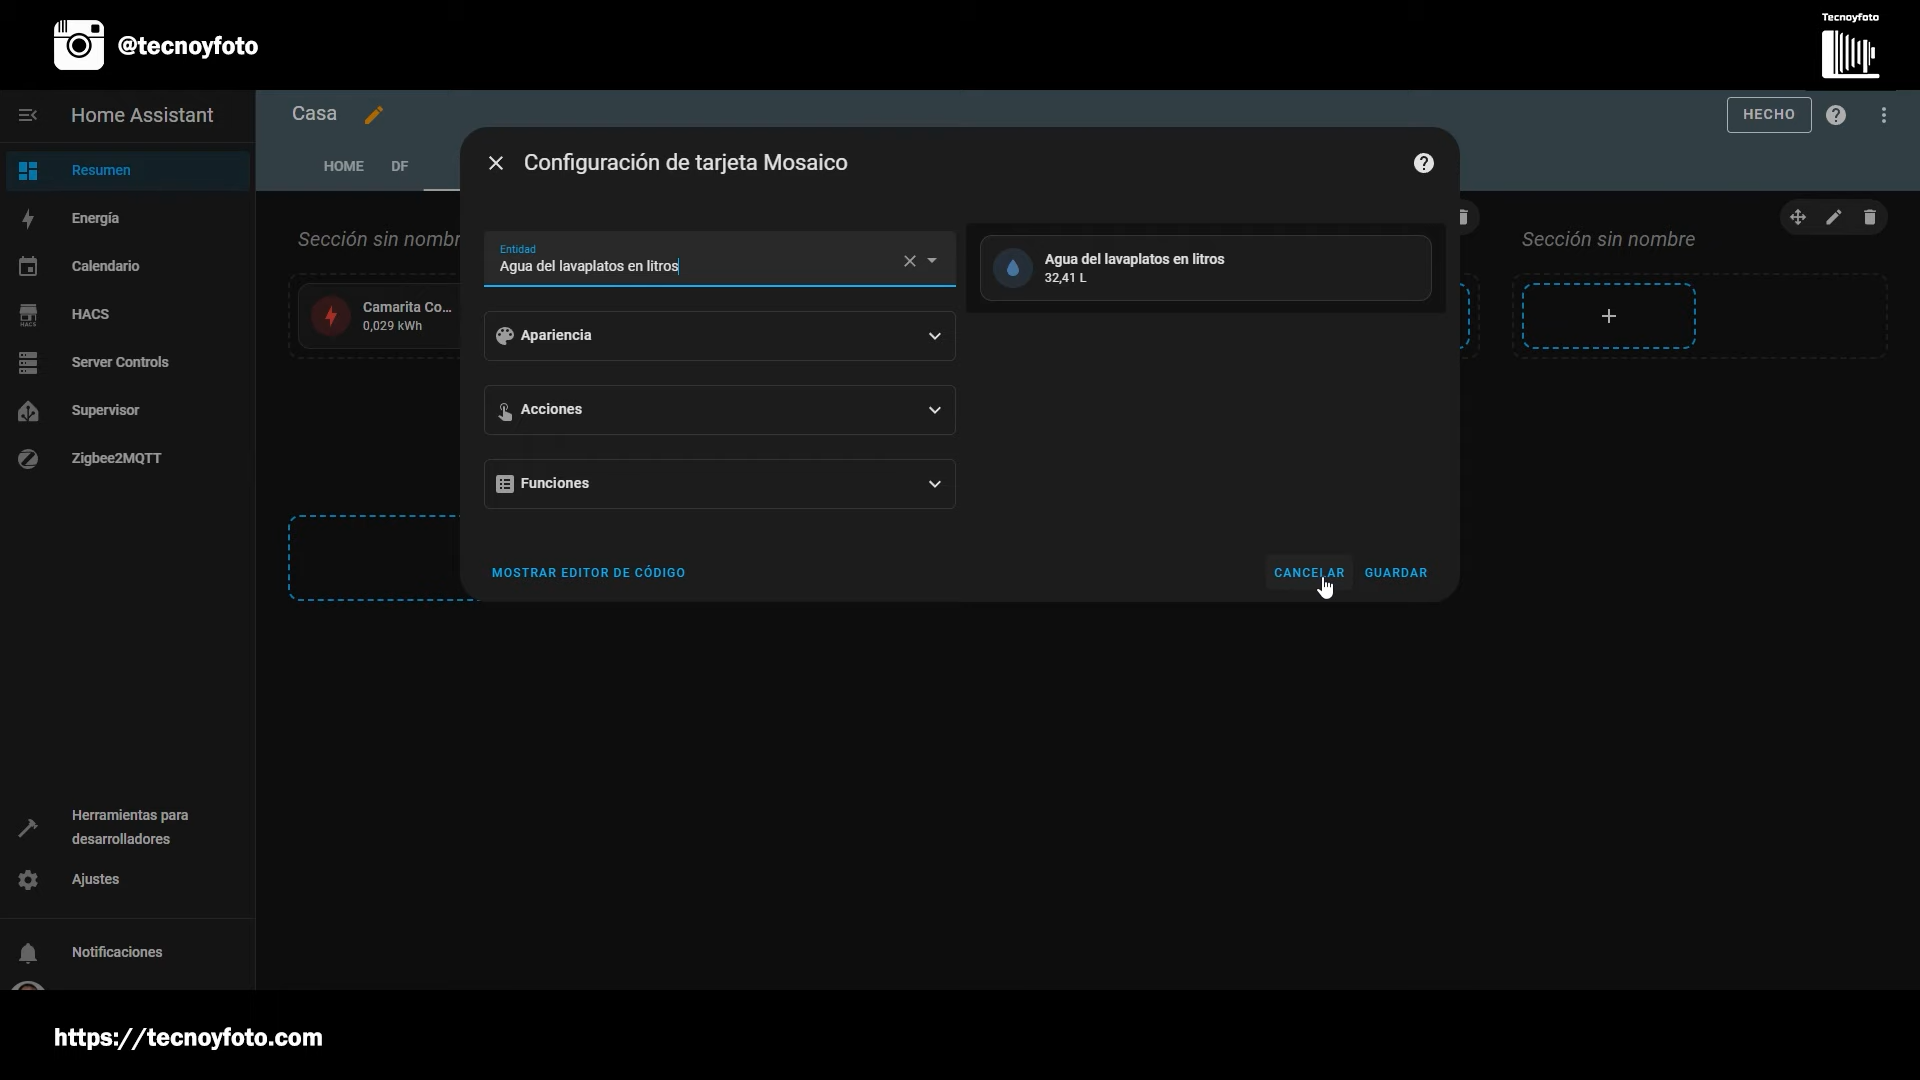 @tecnoyfoto
Tecnoyfoto
Home Assistant
Casa
HECHO
Resumen
HOME
DF
Energía
Calendario
HACS
HACS
Server Controls
Supervisor
Zigbee2MQTT
Herramientas para
desarrolladores
Ajustes
Notificaciones
Sección sin nombr
Camarita Co...
0,029 kWh
Configuración de tarjeta Mosaico
Entidad
Agua del lavaplatos en litros
Apariencia
Acciones
Funciones
Agua del lavaplatos en litros
32,41 L
MOSTRAR EDITOR DE CÓDIGO
CANCELAR
GUARDAR
Sección sin nombre
https://tecnoyfoto.com